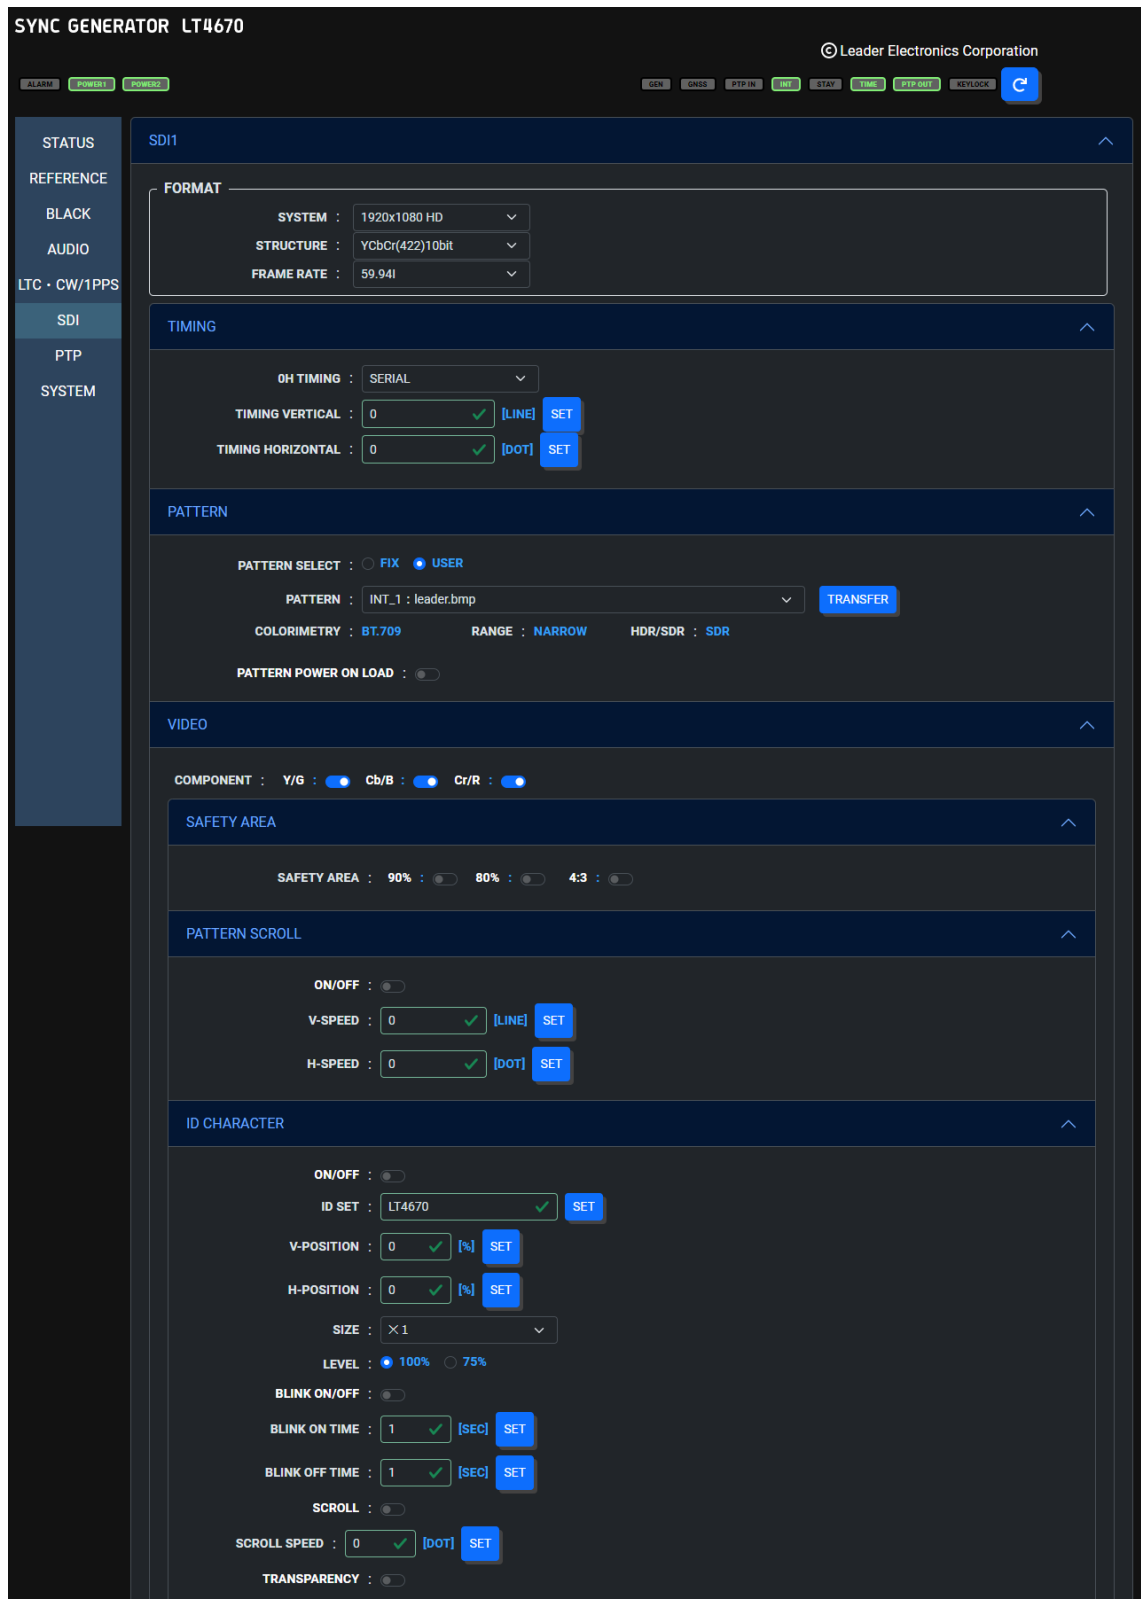 SYNC GENERATOR LT4670
© Leader Electronics Corporation
ALARM POWER1 POWER2 GEN GNSS PTP IN INT STAY TIME PTP OUT KEYLOCK
STATUS
REFERENCE
BLACK
AUDIO
LTC・CW/1PPS
SDI
PTP
SYSTEM
SDI1
FORMAT
SYSTEM : 1920x1080 HD
STRUCTURE : YCbCr(422)10bit
FRAME RATE : 59.94I
TIMING
0H TIMING : SERIAL
TIMING VERTICAL : 0 [LINE] SET
TIMING HORIZONTAL : 0 [DOT] SET
PATTERN
PATTERN SELECT : FIX USER
PATTERN : INT_1 : leader.bmp TRANSFER
COLORIMETRY : BT.709 RANGE : NARROW HDR/SDR : SDR
PATTERN POWER ON LOAD :
VIDEO
COMPONENT : Y/G : Cb/B : Cr/R :
SAFETY AREA
SAFETY AREA : 90% : 80% : 4:3 :
PATTERN SCROLL
ON/OFF :
V-SPEED : 0 [LINE] SET
H-SPEED : 0 [DOT] SET
ID CHARACTER
ON/OFF :
ID SET : LT4670 SET
V-POSITION : 0 [%] SET
H-POSITION : 0 [%] SET
SIZE : ×1
LEVEL : 100% 75%
BLINK ON/OFF :
BLINK ON TIME : 1 [SEC] SET
BLINK OFF TIME : 1 [SEC] SET
SCROLL :
SCROLL SPEED : 0 [DOT] SET
TRANSPARENCY :